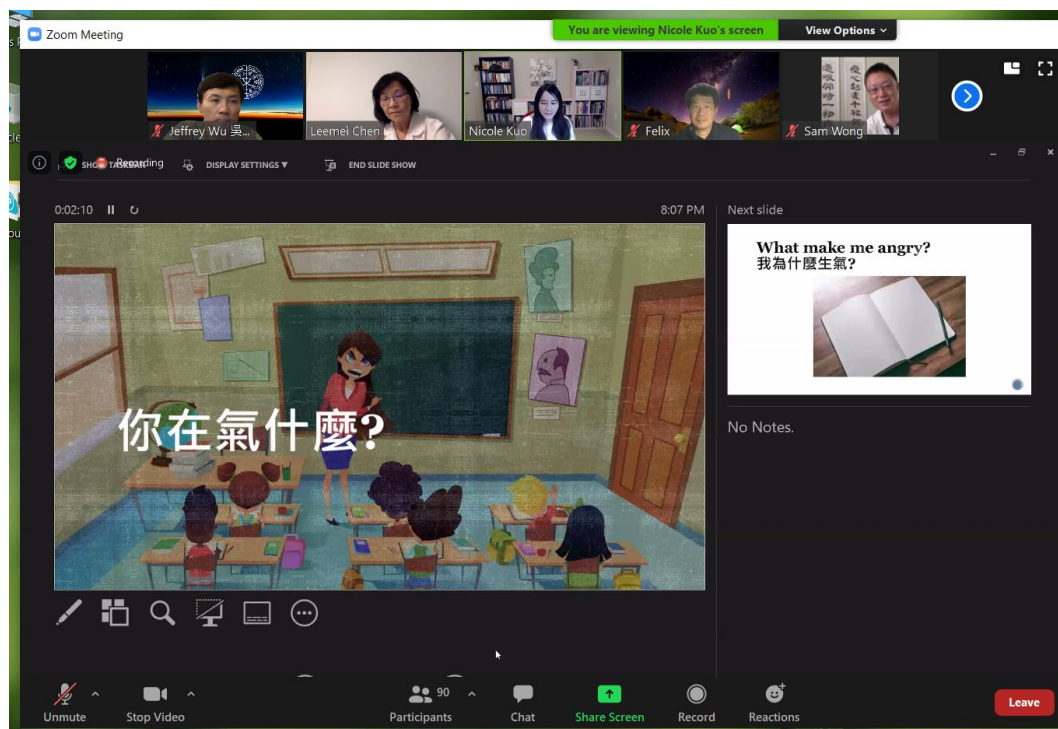 Zoom Meeting
You are viewing Nicole Kuo's screen
View Options
Jeffrey Wu 吳...
Leemei Chen
Nicole Kuo
Felix
Sam Wong
Recording
DISPLAY SETTINGS ▼
END SLIDE SHOW
0:02:10
8:07 PM
Next slide
What make me angry?
我為什麼生氣?
你在氣什麼?
No Notes.
Unmute
Stop Video
90
Participants
Chat
Share Screen
Record
Reactions
Leave